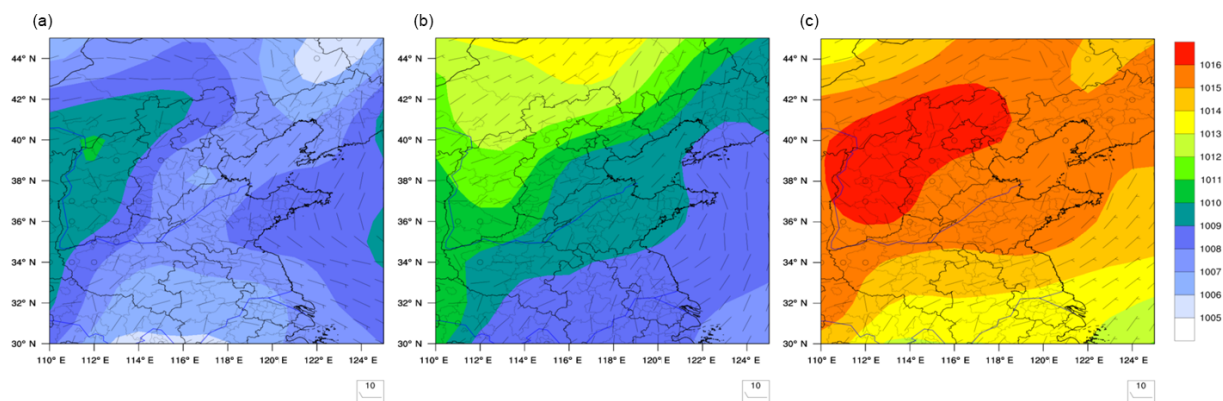 (a) (b) (c)
44° N 44° N 44° N 1016
42° N 42° N 42° N 1015
40° N 40° N 40° N 1014
38° N 38° N 38° N 1013
36° N 36° N 36° N 1012
34° N 34° N 34° N 1011
32° N 32° N 32° N 1010
30° N 30° N 30° N 1009
1008
1007
1006
1005
110° E 112° E 114° E 116° E 118° E 120° E 122° E 124° E 110° E 112° E 114° E 116° E 118° E 120° E 122° E 124° E 110° E 112° E 114° E 116° E 118° E 120° E 122° E 124° E
10 10 10